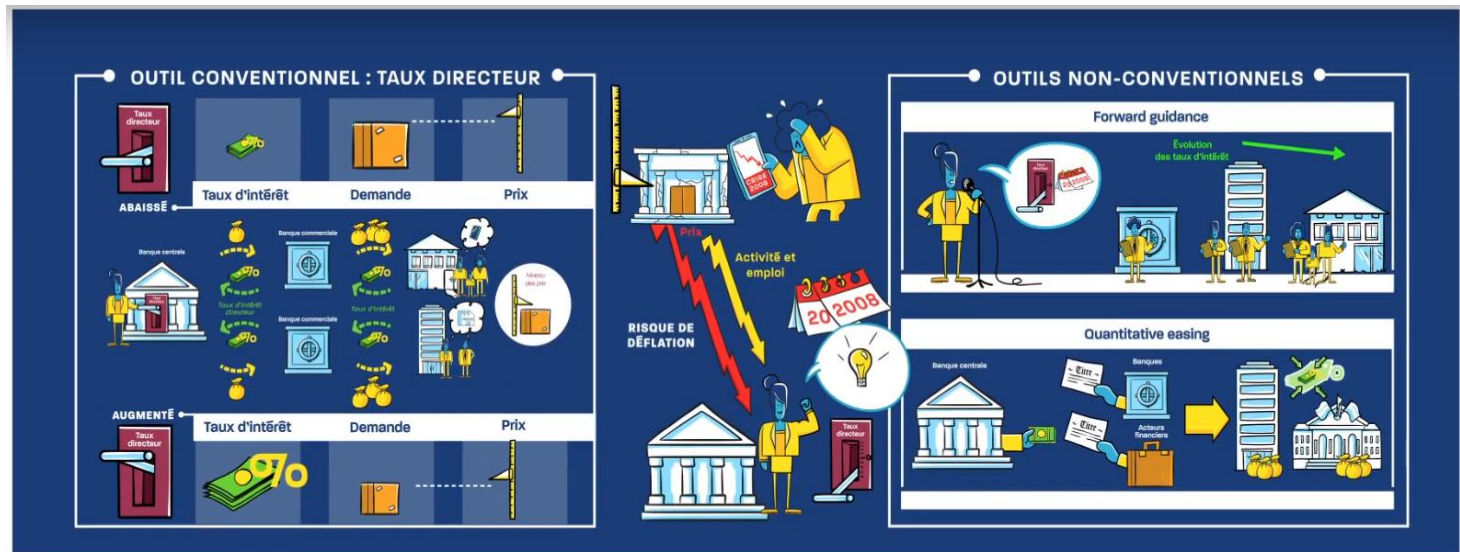 OUTIL CONVENTIONNEL : TAUX DIRECTEUR
Taux
directeur
Taux d'intérêt
Demande
Prix
ABAISSÉ
Banque centrale
Taux
directeur
%
Taux d'intérêt
directeur
%
Banque commerciale
Banque commerciale
%
Taux d'intérêt
%
Niveau
des prix
AUGMENTÉ
Taux
directeur
Taux d'intérêt
Demande
Prix
%
CRISE
2008
Prix
Activité et
emploi
RISQUE DE
DÉFLATION
20
2008
Taux
directeur
OUTILS NON-CONVENTIONNELS
Forward guidance
Évolution
des taux d'intérêt
Quantitative easing
Banque centrale
Titre
Banques
Titre
Acteurs
financiers